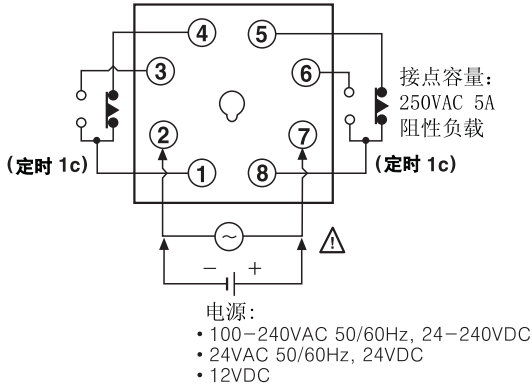 4
5
3
6
接点容量:
250VAC 5A
阻性负载
2
7
(定时 1c)
1
8
(定时 1c)
~
!
− +
电源:
• 100−240VAC 50/60Hz, 24−240VDC
• 24VAC 50/60Hz, 24VDC
• 12VDC